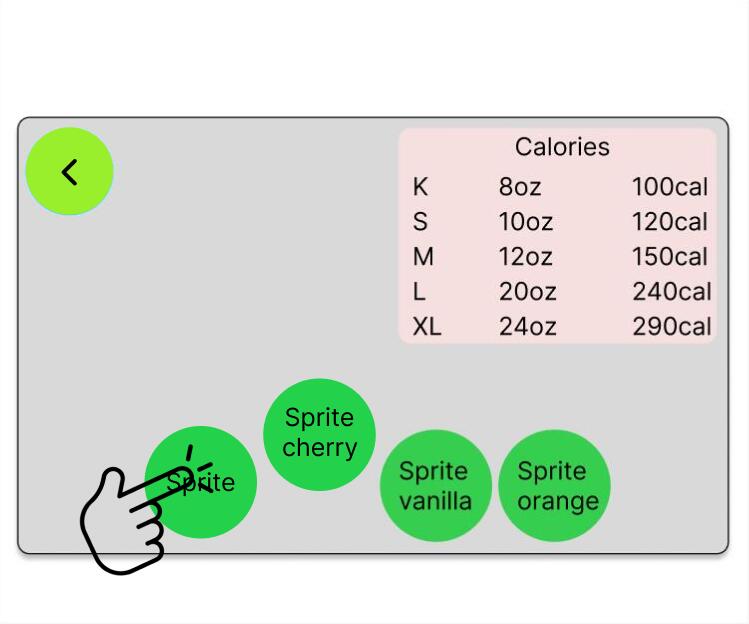 Calories
K 8oz 100cal
S 10oz 120cal
M 12oz 150cal
L 20oz 240cal
XL 24oz 290cal
Sprite
cherry
Sprite
Sprite
vanilla
Sprite
orange